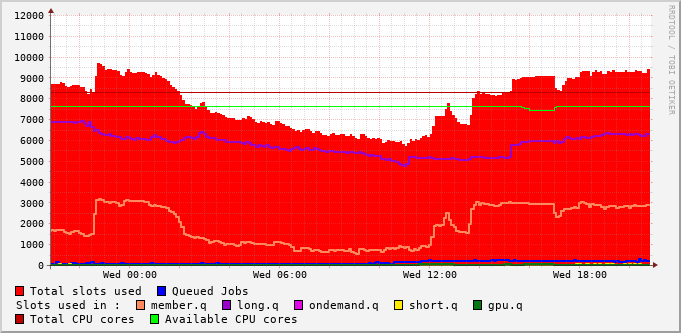 12000
11000
10000
9000
8000
7000
6000
5000
4000
3000
2000
1000
0
Wed 00:00 Wed 06:00 Wed 12:00 Wed 18:00
RRDTOOL / TOBI OETIKER
Total slots used Queued Jobs
Slots used in : member.q long.q ondemand.q short.q gpu.q
Total CPU cores Available CPU cores